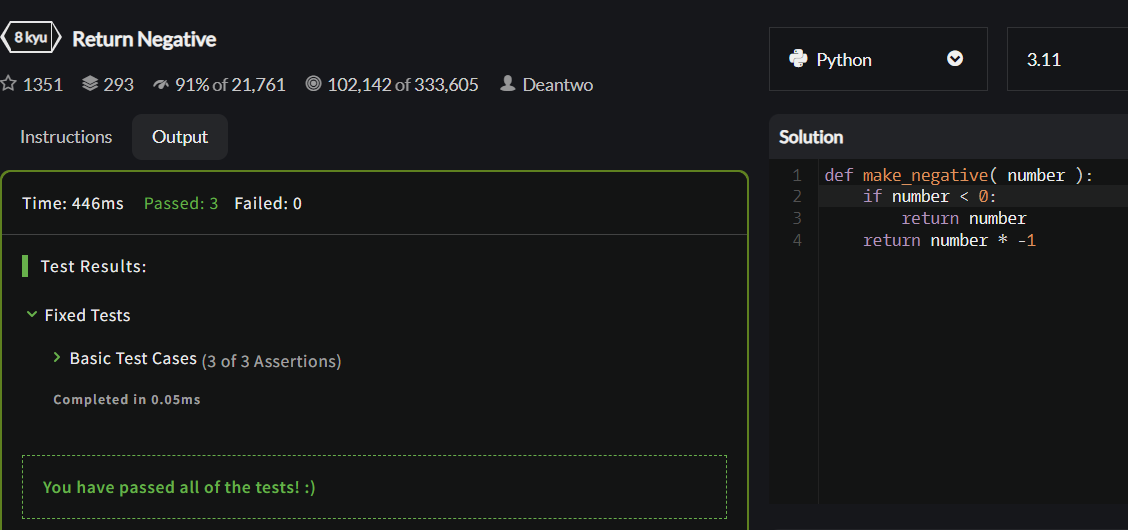 8 kyu Return Negative
1351 293 91% of 21,761 102,142 of 333,605 Deantwo
Instructions Output
Time: 446ms Passed: 3 Failed: 0
Test Results:
Fixed Tests
Basic Test Cases (3 of 3 Assertions)
Completed in 0.05ms
You have passed all of the tests! :)
Python 3.11
Solution
1 def make_negative( number ):
2     if number < 0:
3         return number
4     return number * -1